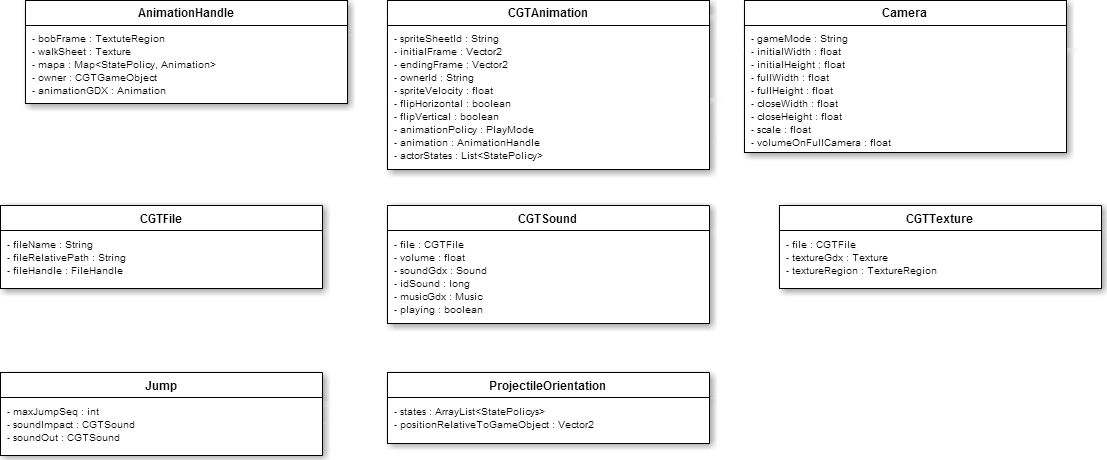 AnimationHandle
- bobFrame : TextuteRegion
- walkSheet : Texture
- mapa : Map<StatePolicy, Animation>
- owner : CGTGameObject
- animationGDX : Animation
CGTAnimation
- spriteSheetId : String
- initialFrame : Vector2
- endingFrame : Vector2
- ownerId : String
- spriteVelocity : float
- flipHorizontal : boolean
- flipVertical : boolean
- animationPolicy : PlayMode
- animation : AnimationHandle
- actorStates : List<StatePolicy>
Camera
- gameMode : String
- initialWidth : float
- initialHeight : float
- fullWidth : float
- fullHeight : float
- closeWidth : float
- closeHeight : float
- scale : float
- volumeOnFullCamera : float
CGTFile
- fileName : String
- fileRelativePath : String
- fileHandle : FileHandle
CGTSound
- file : CGTFile
- volume : float
- soundGdx : Sound
- idSound : long
- musicGdx : Music
- playing : boolean
CGTTexture
- file : CGTFile
- textureGdx : Texture
- textureRegion : TextureRegion
Jump
- maxJumpSeq : int
- soundImpact : CGTSound
- soundOut : CGTSound
ProjectileOrientation
- states : ArrayList<StatePolicys>
- positionRelativeToGameObject : Vector2